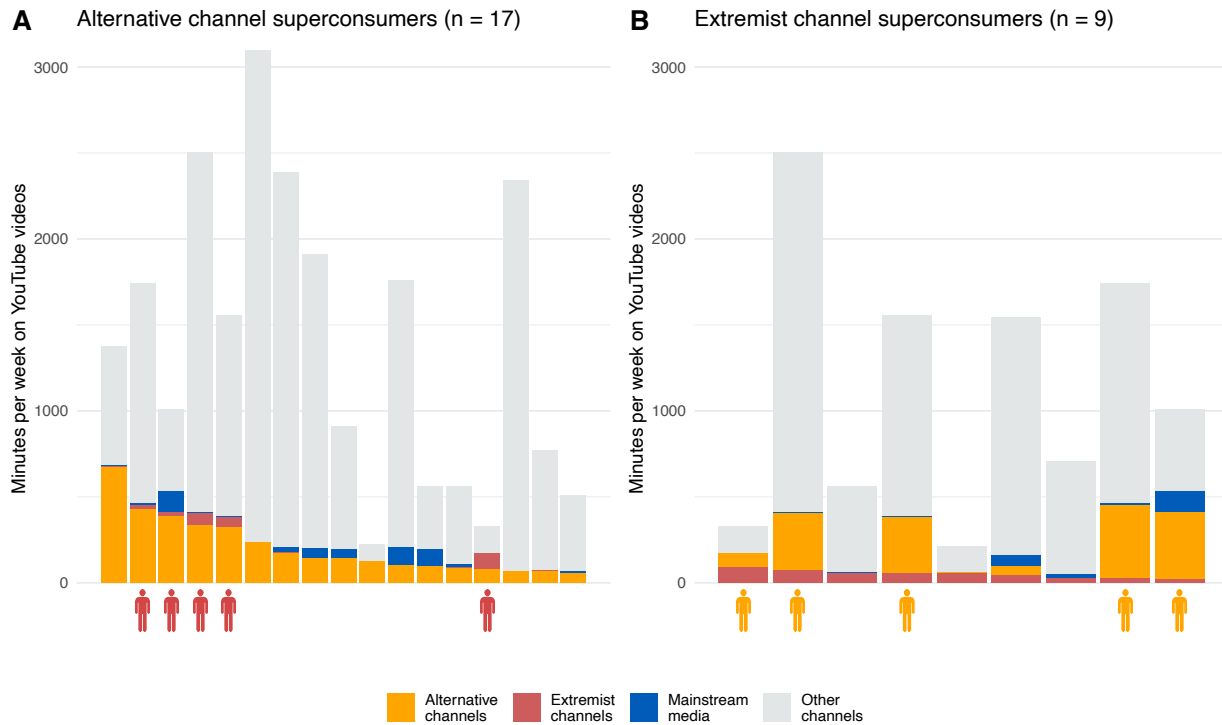 A Alternative channel superconsumers (n = 17)
Minutes per week on YouTube videos
3000
2000
1000
0
B Extremist channel superconsumers (n = 9)
Minutes per week on YouTube videos
3000
2000
1000
0
Alternative
channels
Extremist
channels
Mainstream
media
Other
channels